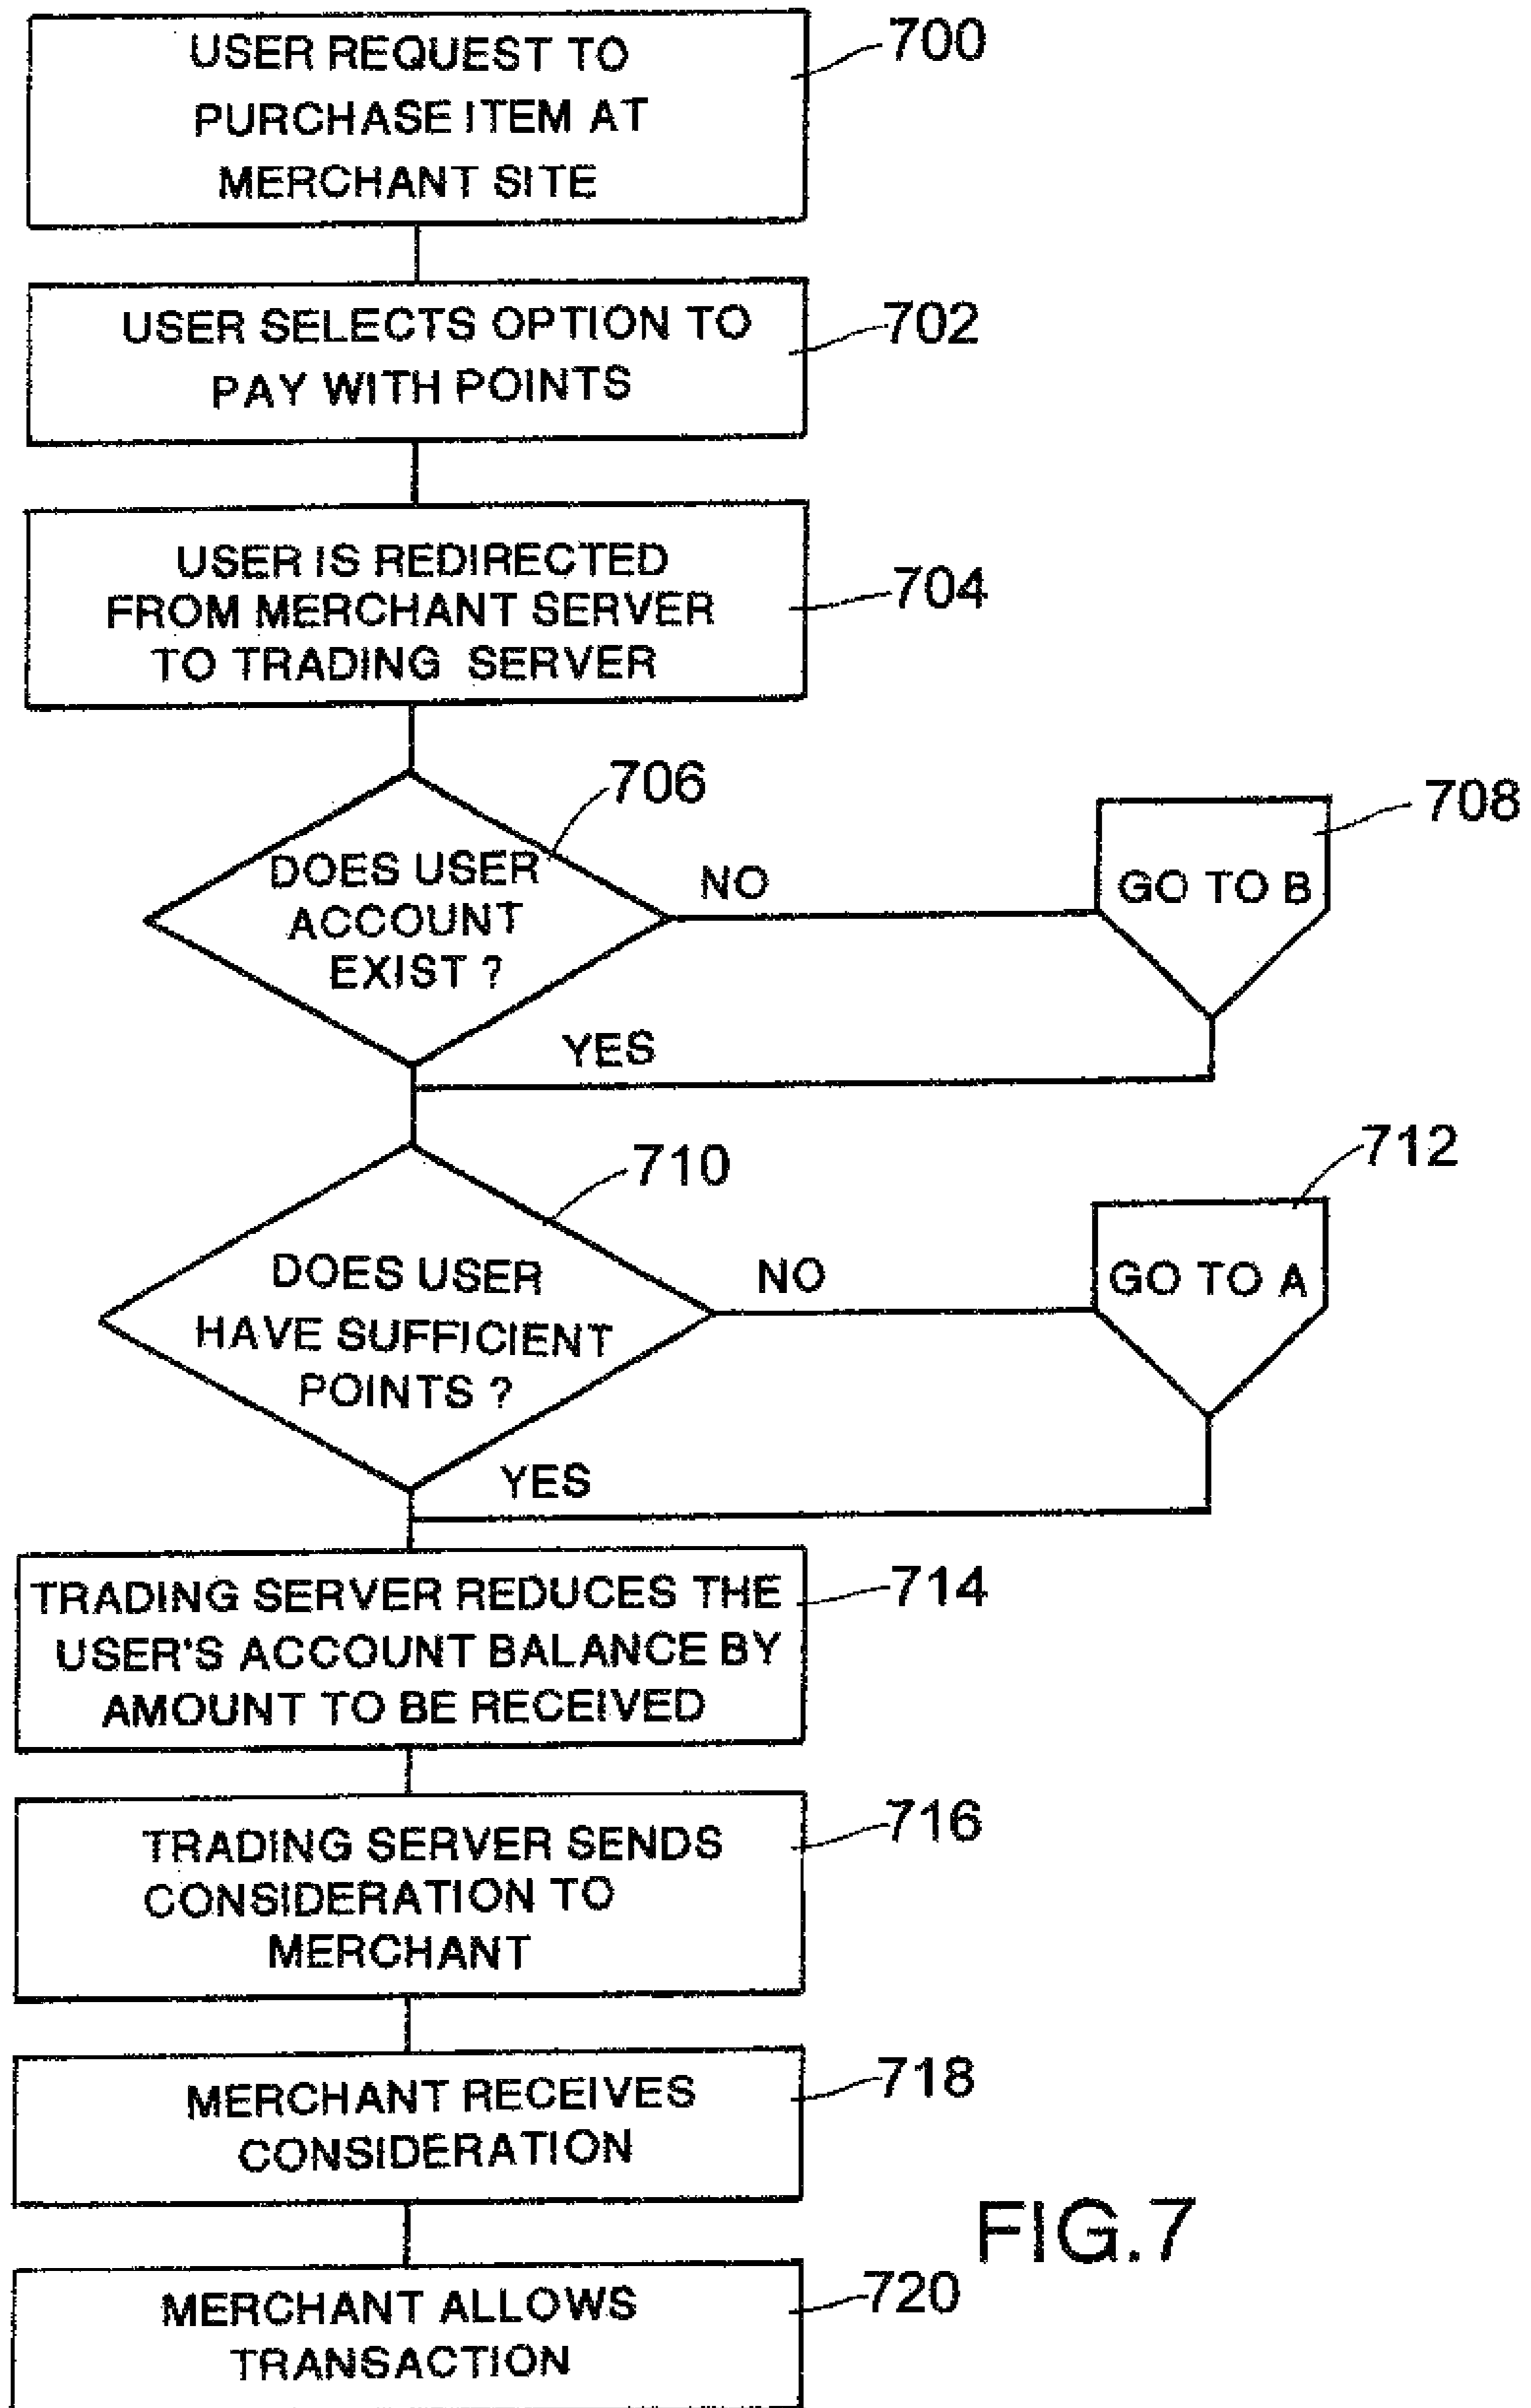 USER REQUEST TO
PURCHASE ITEM AT
MERCHANT SITE
700
USER SELECTS OPTION TO
PAY WITH POINTS
702
USER IS REDIRECTED
FROM MERCHANT SERVER
TO TRADING SERVER
704
706
DOES USER
ACCOUNT
EXIST ?
NO
708
GO TO B
YES
710
DOES USER
HAVE SUFFICIENT
POINTS ?
NO
712
GO TO A
YES
TRADING SERVER REDUCES THE
USER'S ACCOUNT BALANCE BY
AMOUNT TO BE RECEIVED
714
TRADING SERVER SENDS
CONSIDERATION TO
MERCHANT
716
MERCHANT RECEIVES
CONSIDERATION
718
MERCHANT ALLOWS
TRANSACTION
720
FIG.7